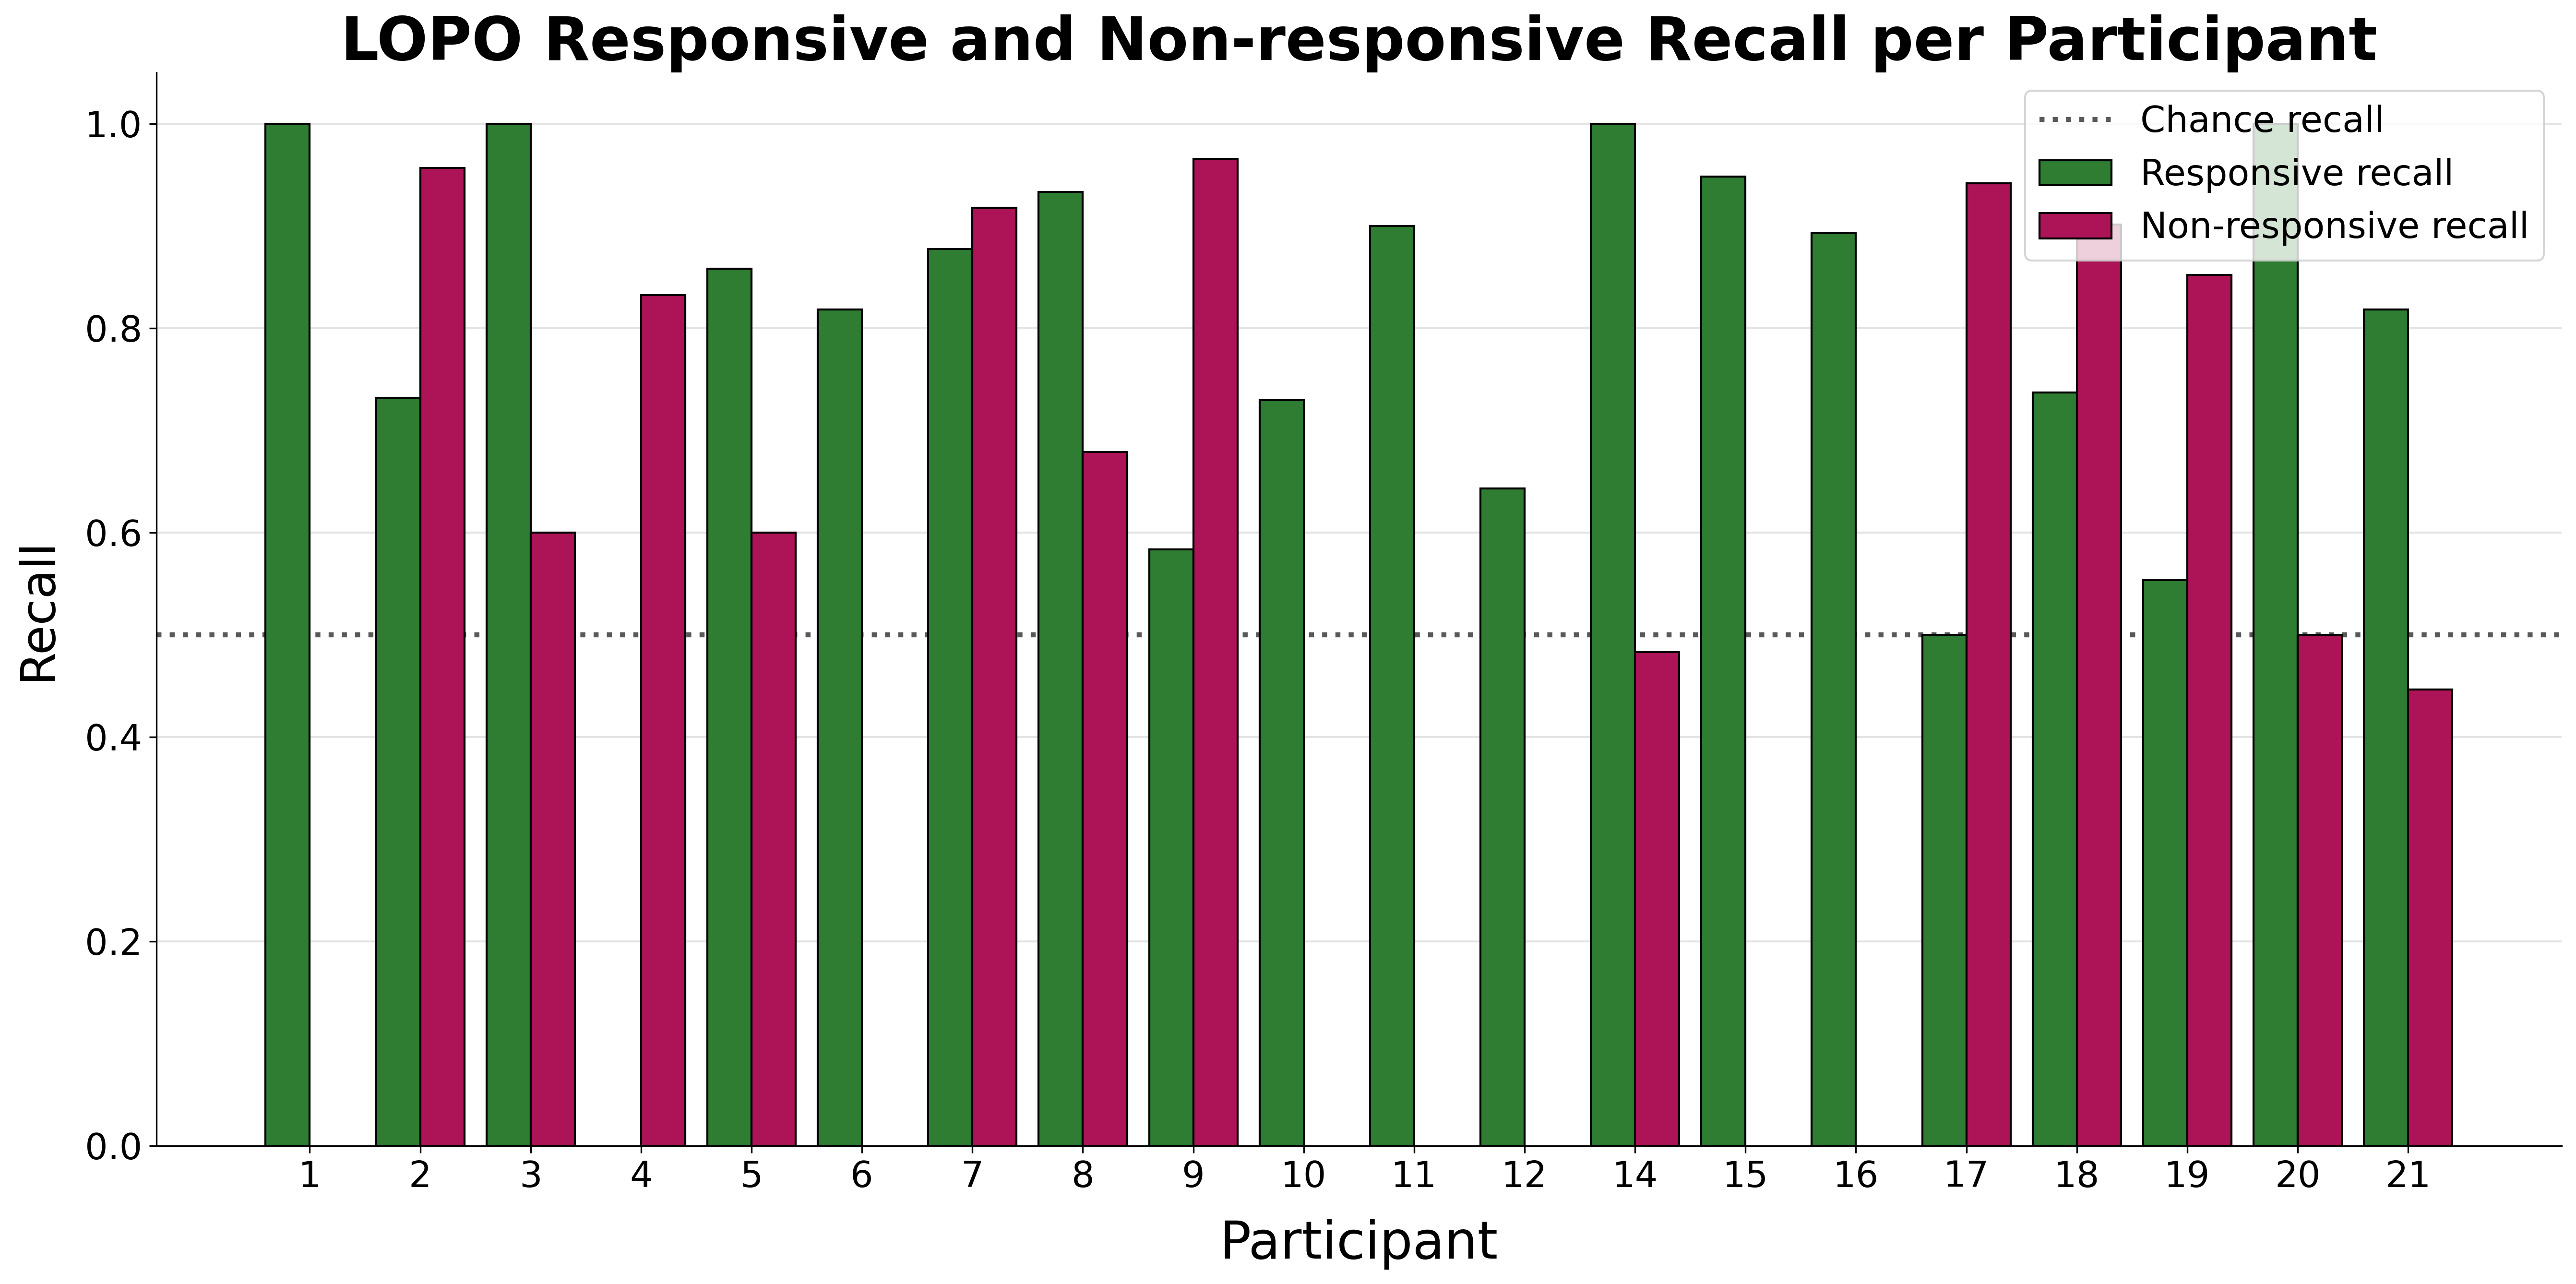 LOPO Responsive and Non-responsive Recall per Participant
Chance recall
Responsive recall
Non-responsive recall
Recall
1.0
0.8
0.6
0.4
0.2
0.0
1 2 3 4 5 6 7 8 9 10 11 12 14 15 16 17 18 19 20 21
Participant